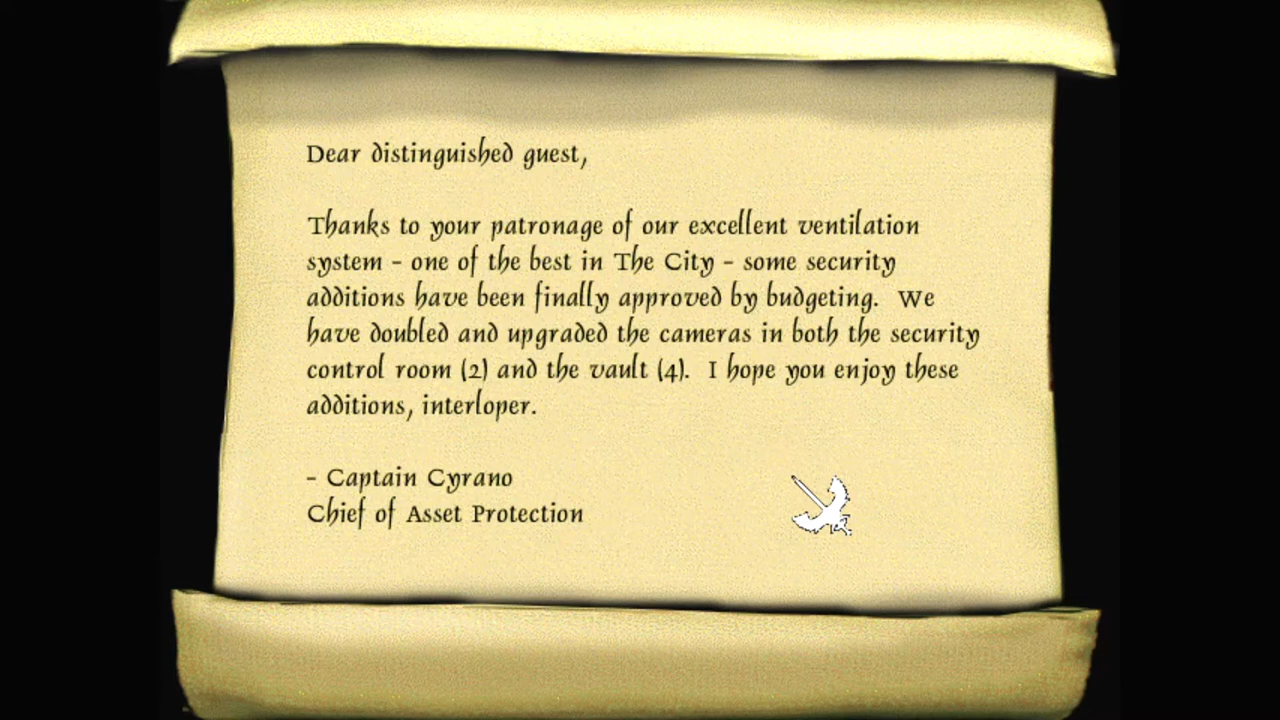 Dear distinguished guest,
Thanks to your patronage of our excellent ventilation
system - one of the best in The City - some security
additions have been finally approved by budgeting.  We
have doubled and upgraded the cameras in both the security
control room (2) and the vault (4).  I hope you enjoy these
additions, interloper.
- Captain Cyrano
Chief of Asset Protection